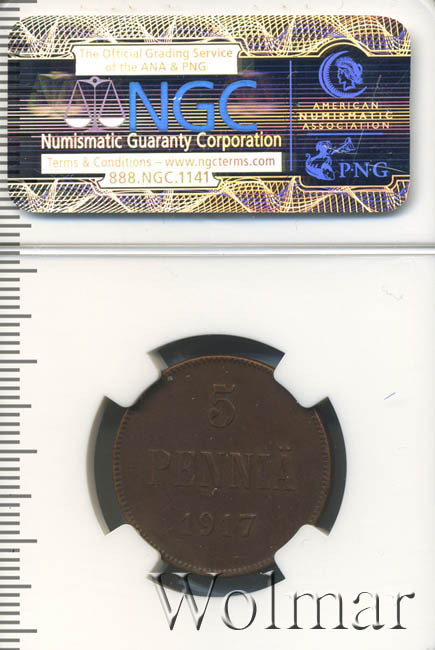 The Official Grading Service
of the ANA & PNG
NGC
Numismatic Guaranty Corporation
Terms & Conditions – www.ngcterms.com
888.NGC.1141
AMERICAN
NUMISMATIC
ASSOCIATION
P·N·G
5
PENNIÄ
1917
Wolmar